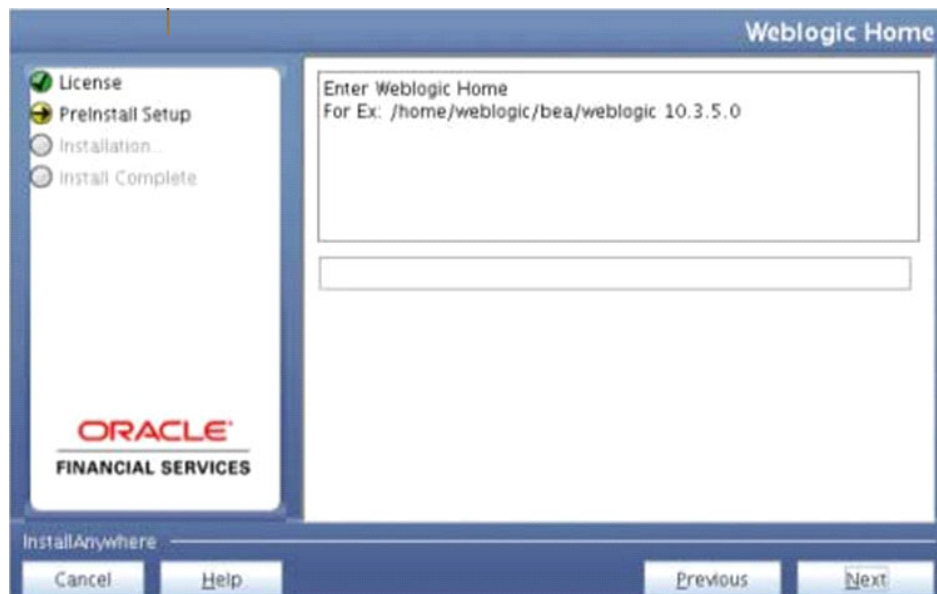 Weblogic Home
License
PreInstall Setup
Installation...
Install Complete
Enter Weblogic Home
For Ex: /home/weblogic/bea/weblogic 10.3.5.0
ORACLE
FINANCIAL SERVICES
InstallAnywhere
Cancel
Help
Previous
Next